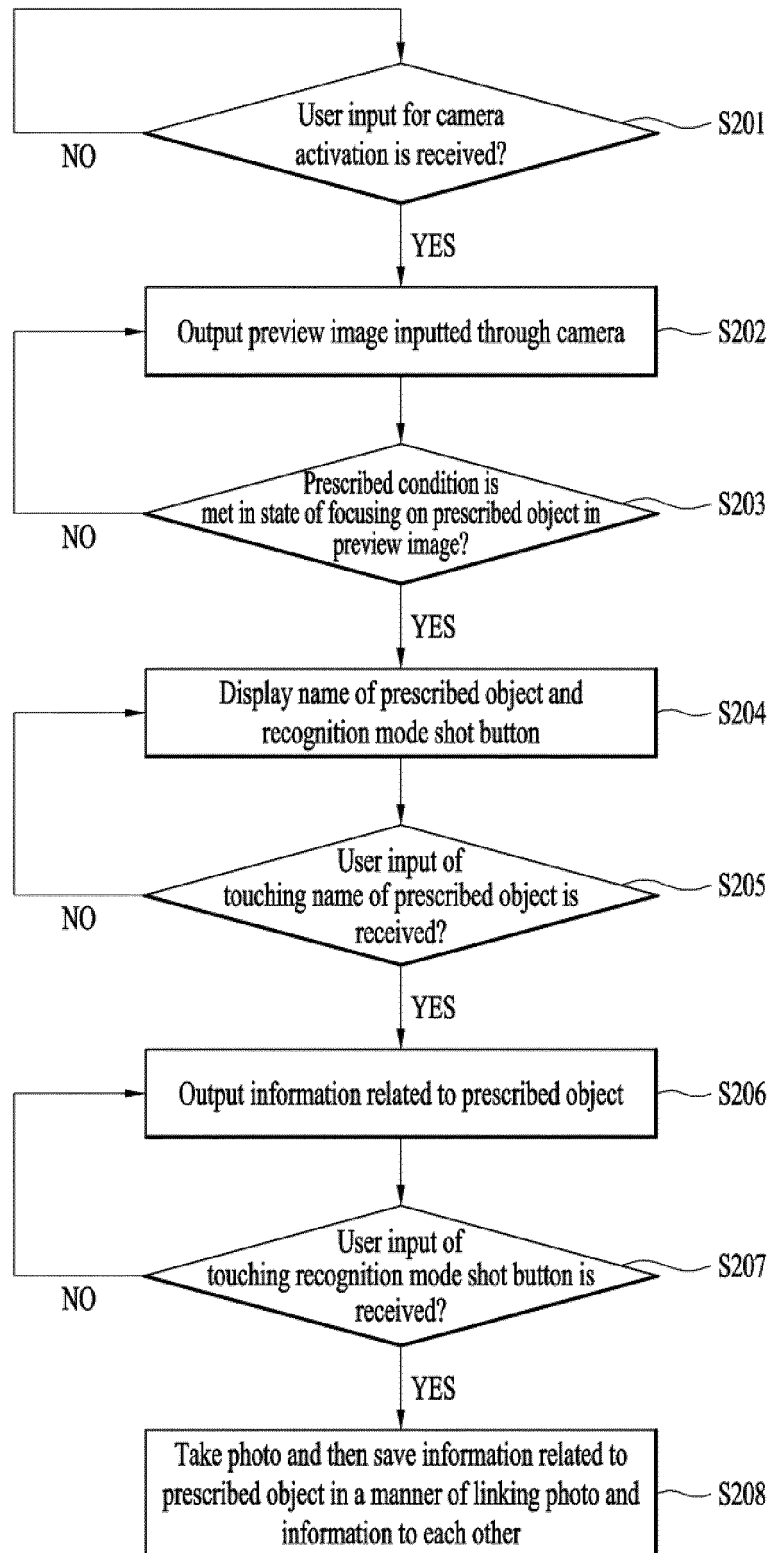 User input for camera
activation is received?
S201
NO
YES
Output preview image inputted through camera
S202
Prescribed condition is
met in state of focusing on prescribed object in
preview image?
S203
NO
YES
Display name of prescribed object and
recognition mode shot button
S204
User input of
touching name of prescribed object is
received?
S205
NO
YES
Output information related to prescribed object
S206
User input of
touching recognition mode shot button is
received?
S207
NO
YES
Take photo and then save information related to
prescribed object in a manner of linking photo and
information to each other
S208